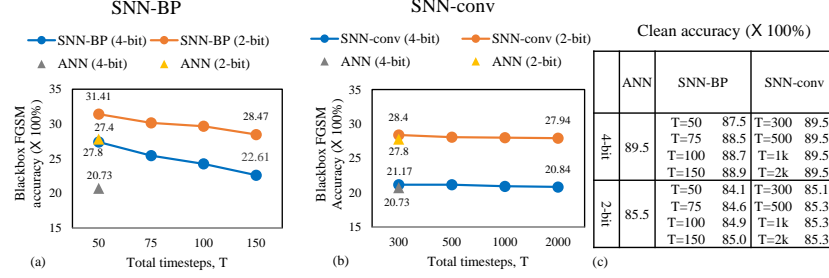 SNN-BP
SNN-BP (4-bit) SNN-BP (2-bit)
ANN (4-bit) ANN (2-bit)
Blackbox FGSM
accuracy (X 100%)
35
30
25
20
15
31.41
27.4
27.8
20.73
28.47
22.61
50 75 100 150
(a) Total timesteps, T
SNN-conv
SNN-conv (4-bit) SNN-conv (2-bit)
ANN (4-bit) ANN (2-bit)
Blackbox FGSM
Accuracy (X 100%)
35
30
25
20
15
28.4
27.8
21.17
20.73
27.94
20.84
300 500 1000 2000
(b) Total timesteps, T
Clean accuracy (X 100%)
ANN SNN-BP SNN-conv
4-bit
89.5
T=50 87.5 T=300 89.5
T=75 88.5 T=500 89.5
T=100 88.7 T=1k 89.5
T=150 88.9 T=2k 89.5
2-bit
85.5
T=50 84.1 T=300 85.1
T=75 84.6 T=500 85.3
T=100 84.9 T=1k 85.3
T=150 85.0 T=2k 85.3
(c)